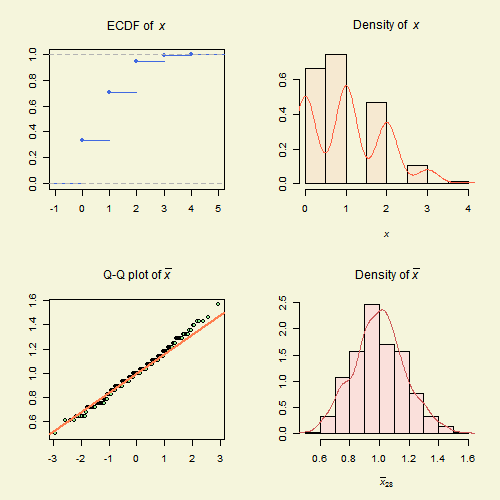 ECDF of x
Density of x
1.0
0.8
0.6
0.4
0.2
0.0
-1 0 1 2 3 4 5
0.6
0.4
0.2
0.0
0 1 2 3 4
x
Q-Q plot of x̅
Density of x̅
1.6
1.4
1.2
1.0
0.8
0.6
-3 -2 -1 0 1 2 3
2.5
2.0
1.5
1.0
0.5
0.0
0.6 0.8 1.0 1.2 1.4 1.6
x̅₂₈